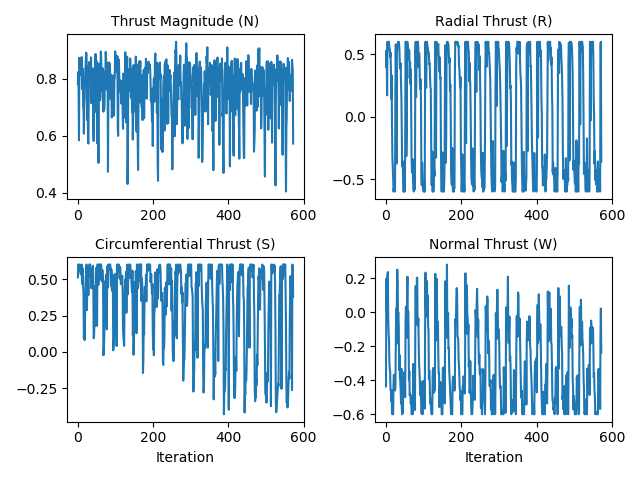 Thrust Magnitude (N)
Radial Thrust (R)
0.8
0.6
0.4
0.5
0.0
−0.5
0 200 400 600
0 200 400 600
Circumferential Thrust (S)
Normal Thrust (W)
0.50
0.25
0.00
−0.25
0.2
0.0
−0.2
−0.4
−0.6
0 200 400 600
0 200 400 600
Iteration
Iteration